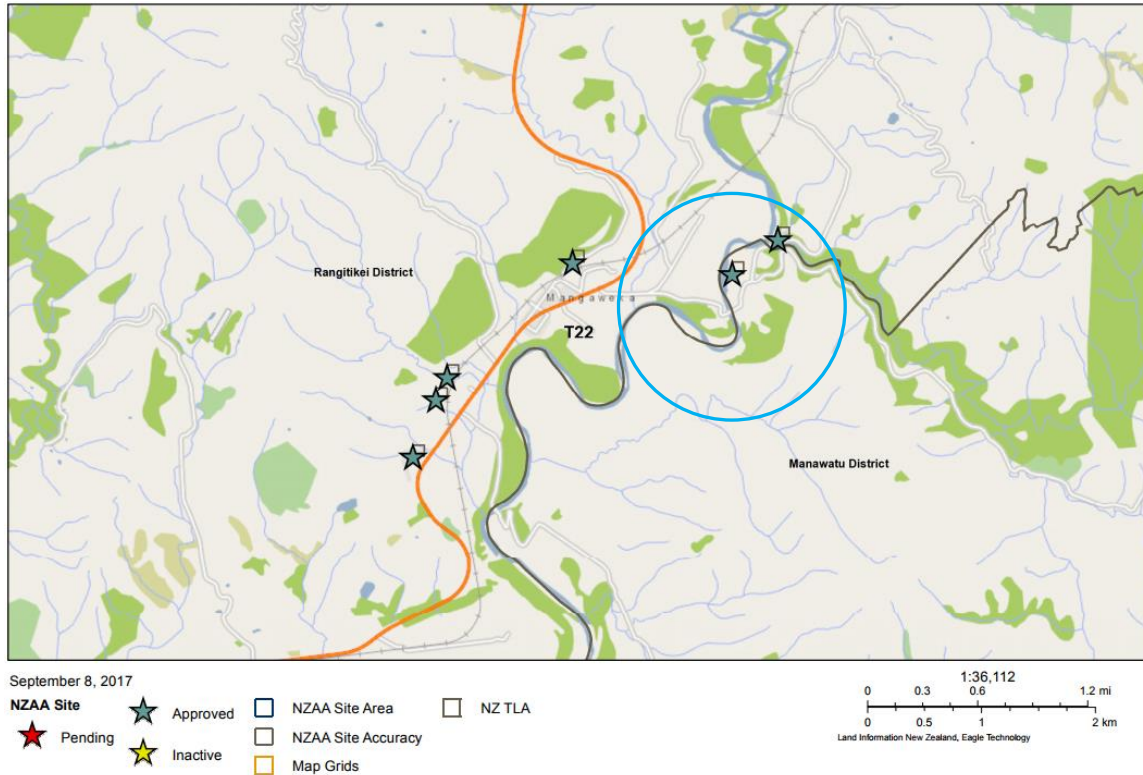 Rangitikei District
Mangaweka
T22
Manawatu District
September 8, 2017
NZAA Site
Pending
Approved
Inactive
NZAA Site Area
NZAA Site Accuracy
Map Grids
NZ TLA
1:36,112
0 0.3 0.6 1.2 mi
0 0.5 1 2 km
Land Information New Zealand, Eagle Technology